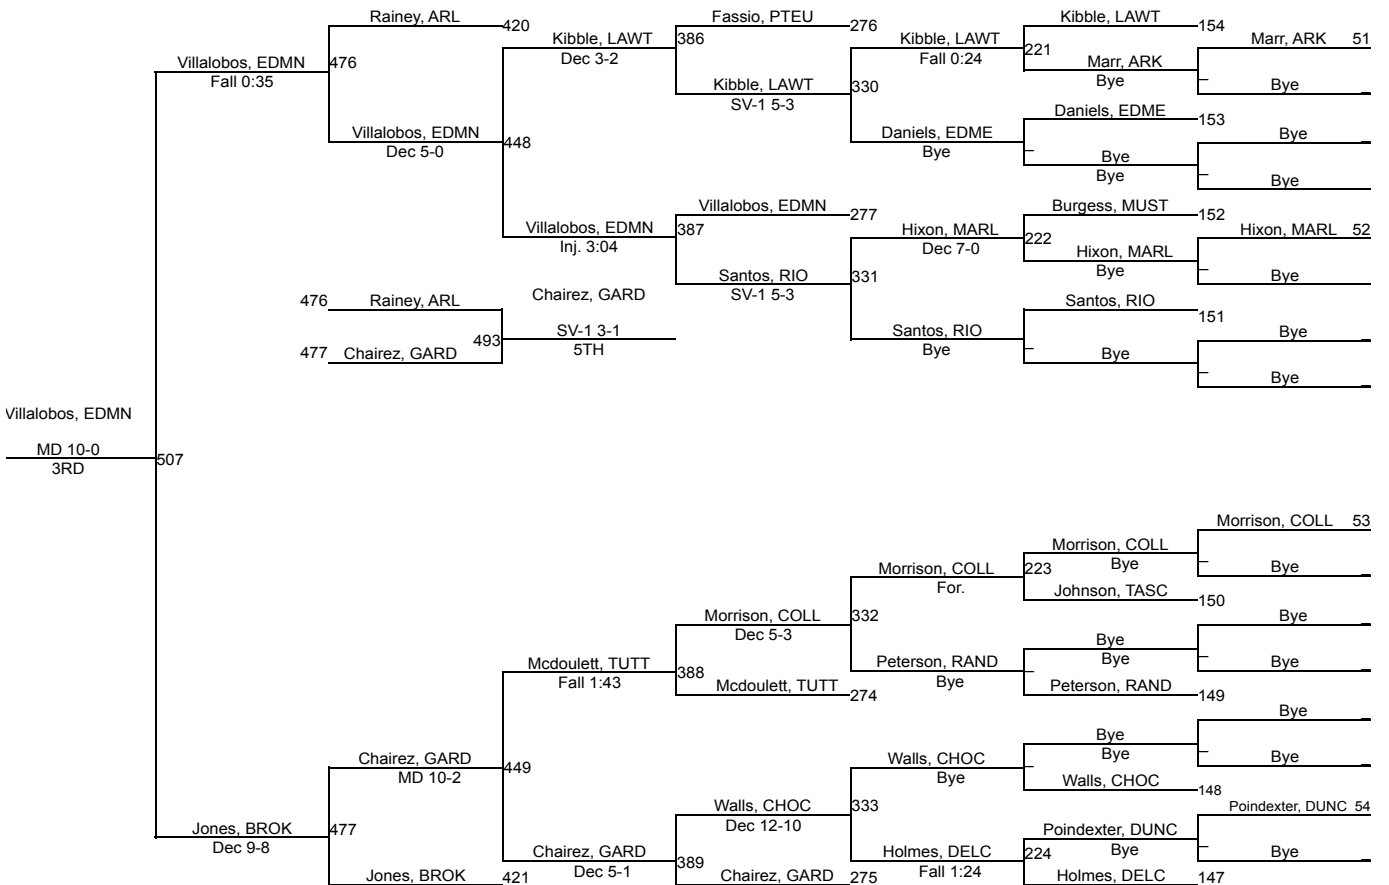 Rainey, ARL 420
Fassio, PTEU 276
Kibble, LAWT 154
Kibble, LAWT 386
Dec 3-2
Kibble, LAWT 221
Fall 0:24
Marr, ARK 51
Villalobos, EDMN 476
Fall 0:35
Marr, ARK
Bye
Kibble, LAWT 330
SV-1 5-3
Bye
Daniels, EDME 153
Villalobos, EDMN 448
Dec 5-0
Daniels, EDME
Bye
Bye
Bye
Bye
Bye
Villalobos, EDMN 277
Burgess, MUST 152
Villalobos, EDMN 387
Inj. 3:04
Hixon, MARL 222
Dec 7-0
Hixon, MARL 52
Hixon, MARL
Bye
Santos, RIO 331
SV-1 5-3
Bye
476 Rainey, ARL
Chairez, GARD
Santos, RIO 151
493 SV-1 3-1
5TH
Santos, RIO
Bye
Bye
477 Chairez, GARD
Bye
Bye
Villalobos, EDMN
MD 10-0 507
3RD
Morrison, COLL 53
Morrison, COLL
Bye
Morrison, COLL 223
For.
Bye
Johnson, TASC 150
Morrison, COLL 332
Dec 5-3
Bye
Bye
Bye
Mcdoulett, TUTT 388
Fall 1:43
Peterson, RAND
Bye
Bye
Mcdoulett, TUTT 274
Peterson, RAND 149
Bye
Bye
Bye
Chairez, GARD 449
MD 10-2
Walls, CHOC
Bye
Bye
Walls, CHOC 148
Walls, CHOC 333
Dec 12-10
Poindexter, DUNC 54
Jones, BROK 477
Dec 9-8
Poindexter, DUNC
Bye
Chairez, GARD 389
Dec 5-1
Holmes, DELC 224
Fall 1:24
Bye
Jones, BROK 421
Chairez, GARD 275
Holmes, DELC 147